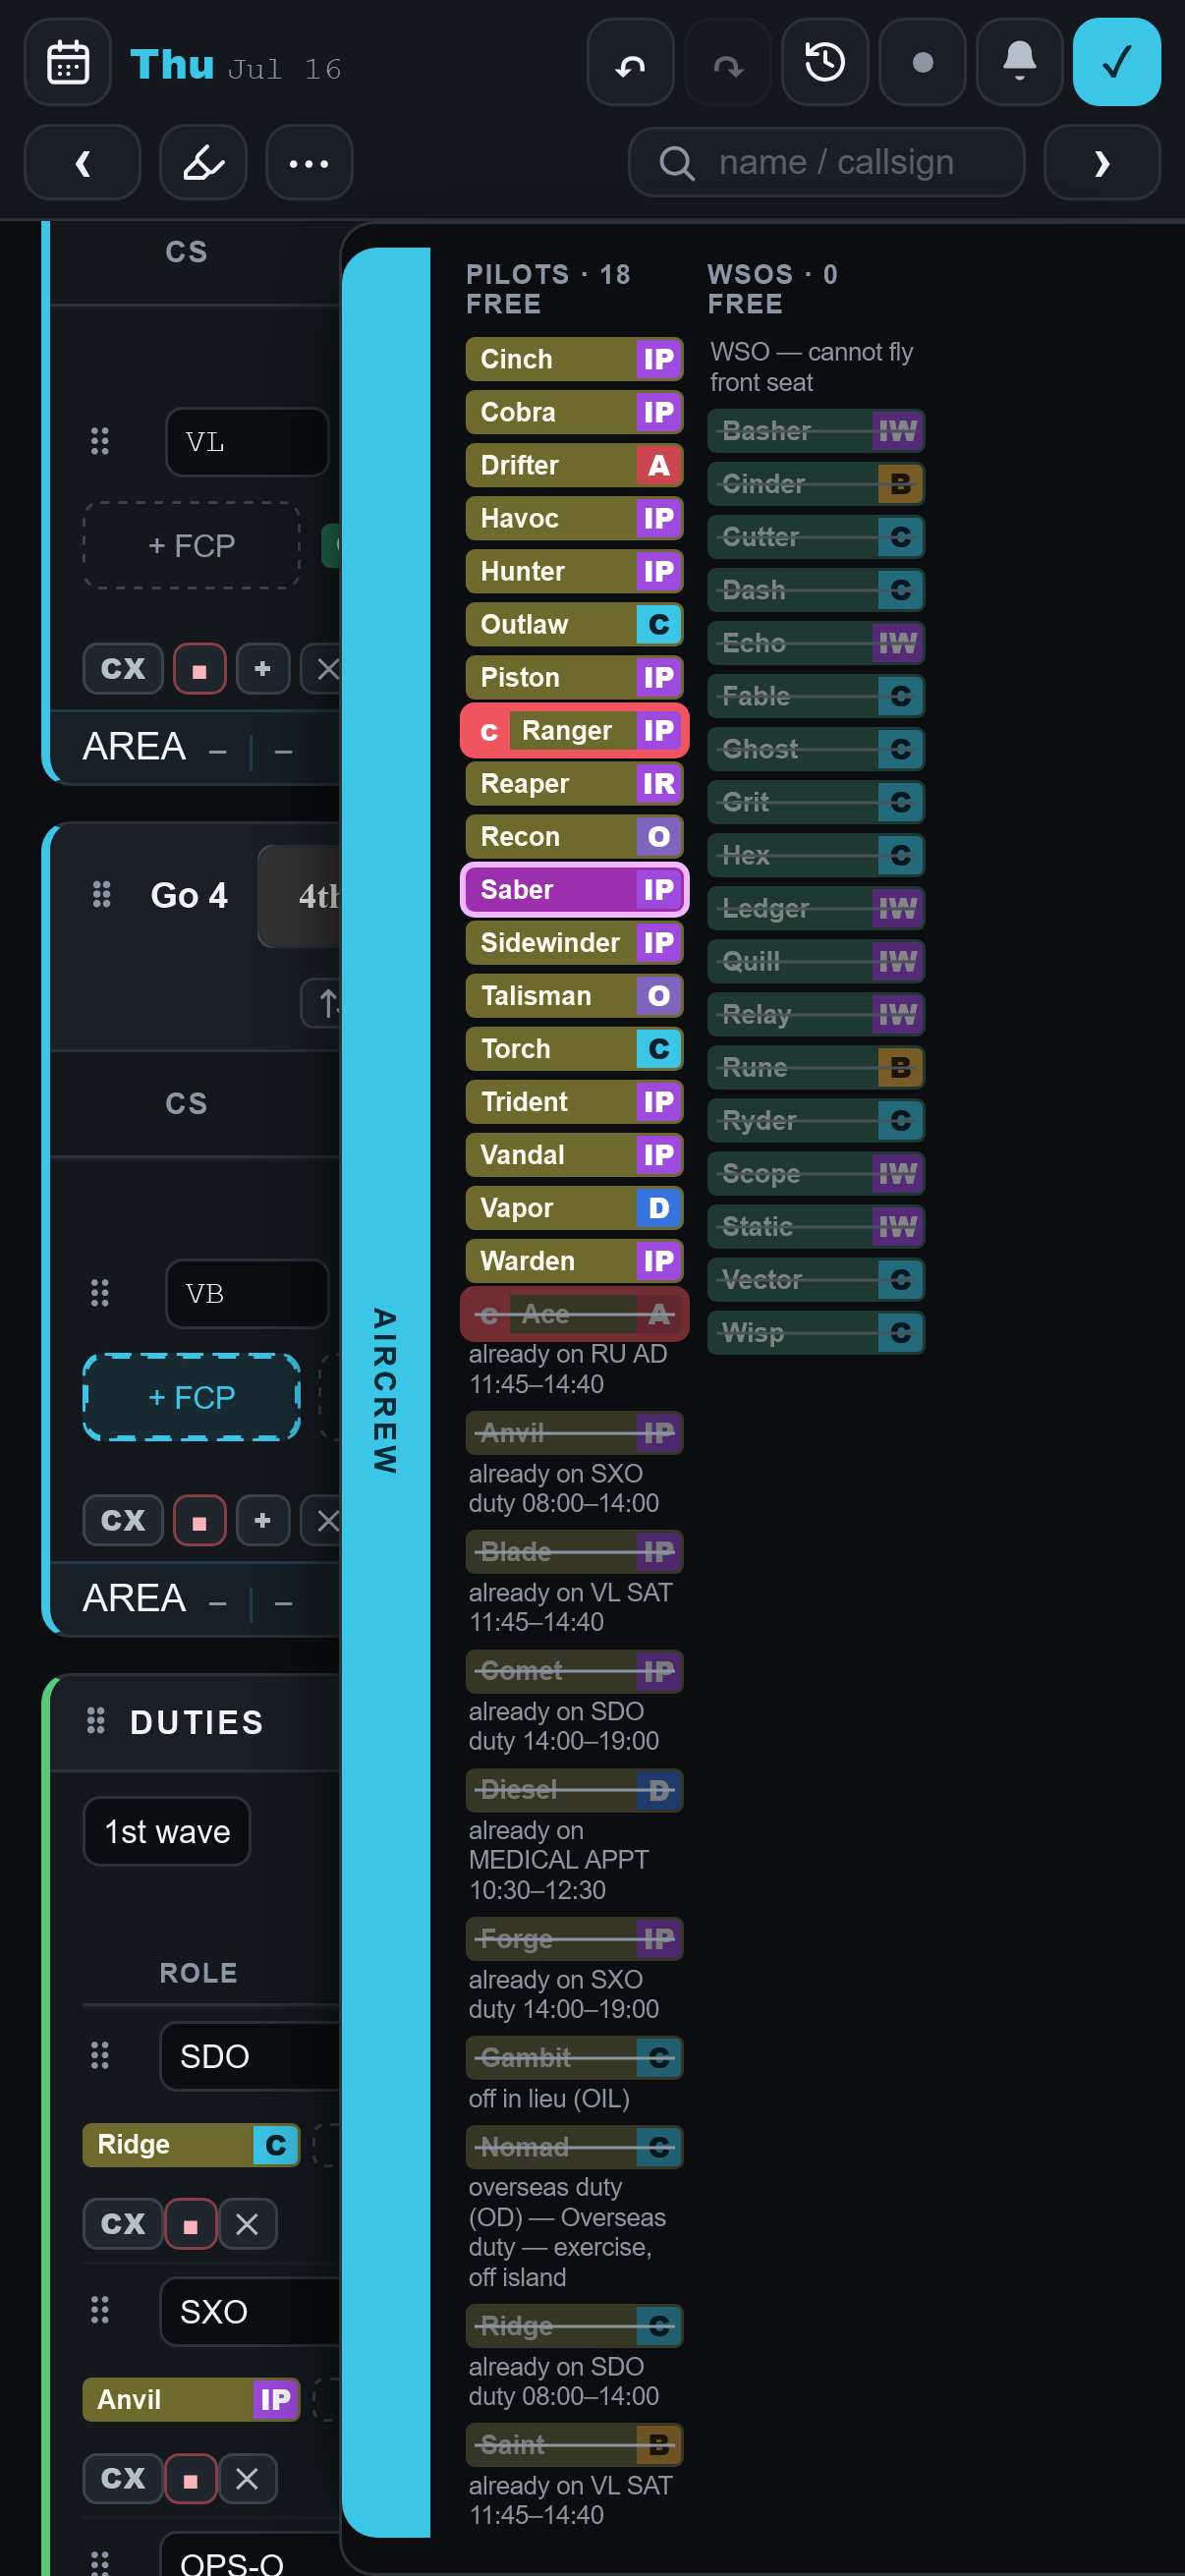 Thu Jul 16
name / callsign
CS
VL
+ FCP
CX
AREA – | –
Go 4
CS
VB
+ FCP
CX
AREA – | –
DUTIES
1st wave
ROLE
SDO
Ridge C
CX
SXO
Anvil IP
CX
OPS-O
AIRCREW
PILOTS · 18
FREE
Cinch IP
Cobra IP
Drifter A
Havoc IP
Hunter IP
Outlaw C
Piston IP
c Ranger IP
Reaper IR
Recon O
Saber IP
Sidewinder IP
Talisman O
Torch C
Trident IP
Vandal IP
Vapor D
Warden IP
c Ace A
already on RU AD
11:45–14:40
Anvil IP
already on SXO
duty 08:00–14:00
Blade IP
already on VL SAT
11:45–14:40
Comet IP
already on SDO
duty 14:00–19:00
Diesel D
already on
MEDICAL APPT
10:30–12:30
Forge IP
already on SXO
duty 14:00–19:00
Gambit C
off in lieu (OIL)
Nomad C
overseas duty
(OD) — Overseas
duty — exercise,
off island
Ridge C
already on SDO
duty 08:00–14:00
Saint B
already on VL SAT
11:45–14:40
WSOS · 0
FREE
WSO — cannot fly
front seat
Basher IW
Cinder B
Cutter C
Dash C
Echo IW
Fable C
Ghost C
Grit C
Hex C
Ledger IW
Quill IW
Relay IW
Rune B
Ryder C
Scope IW
Static IW
Vector C
Wisp C